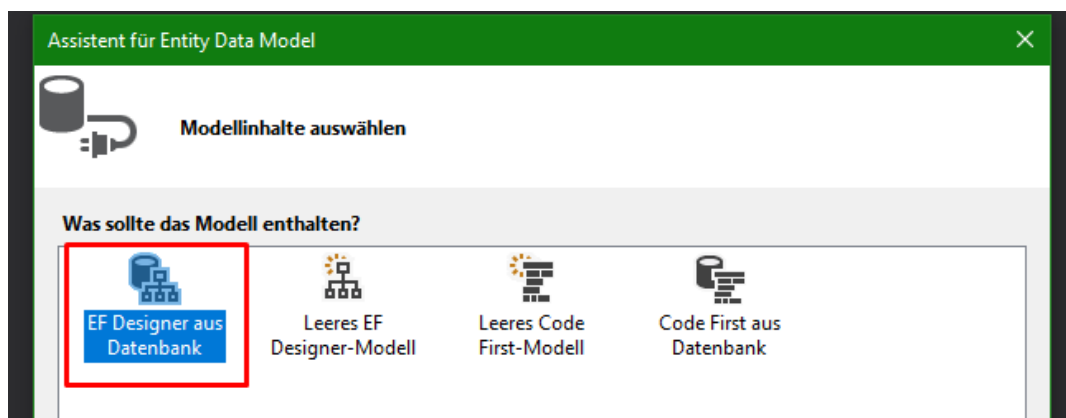 Assistent für Entity Data Model
Modellinhalte auswählen
Was sollte das Modell enthalten?
EF Designer aus
Datenbank
Leeres EF
Designer-Modell
Leeres Code
First-Modell
Code First aus
Datenbank